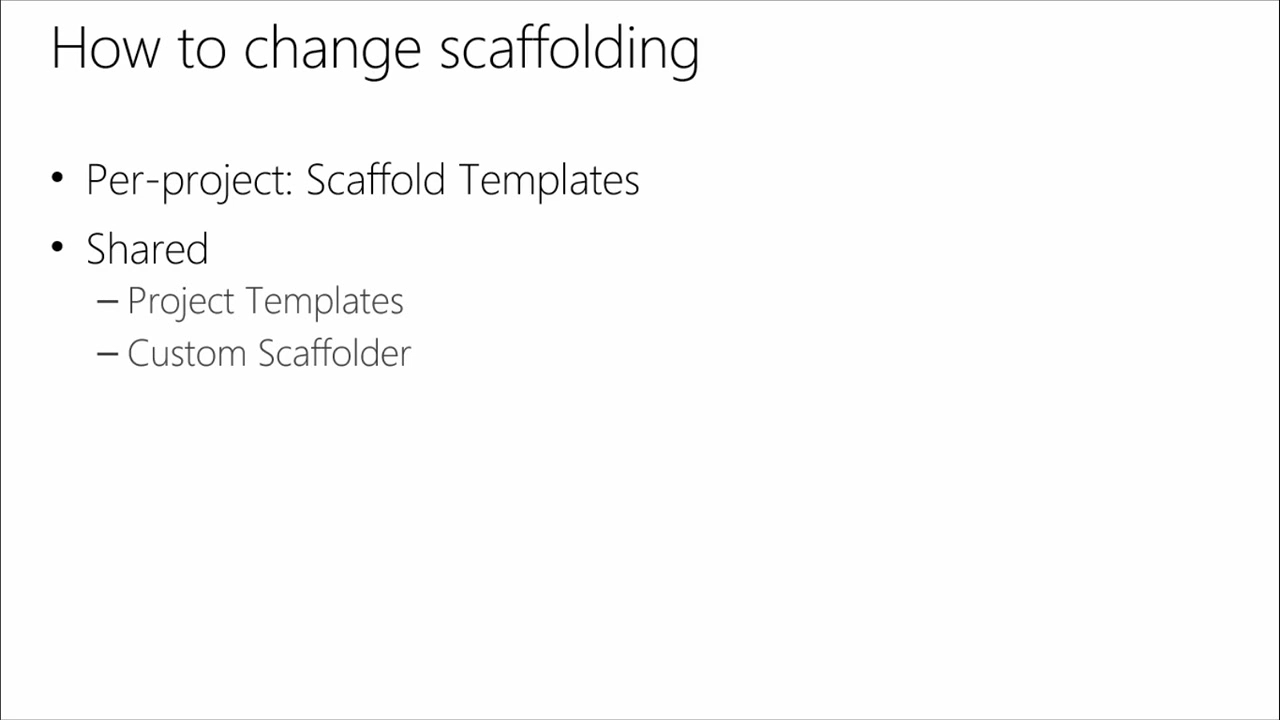 How to change scaffolding
• Per-project: Scaffold Templates
• Shared
– Project Templates
– Custom Scaffolder